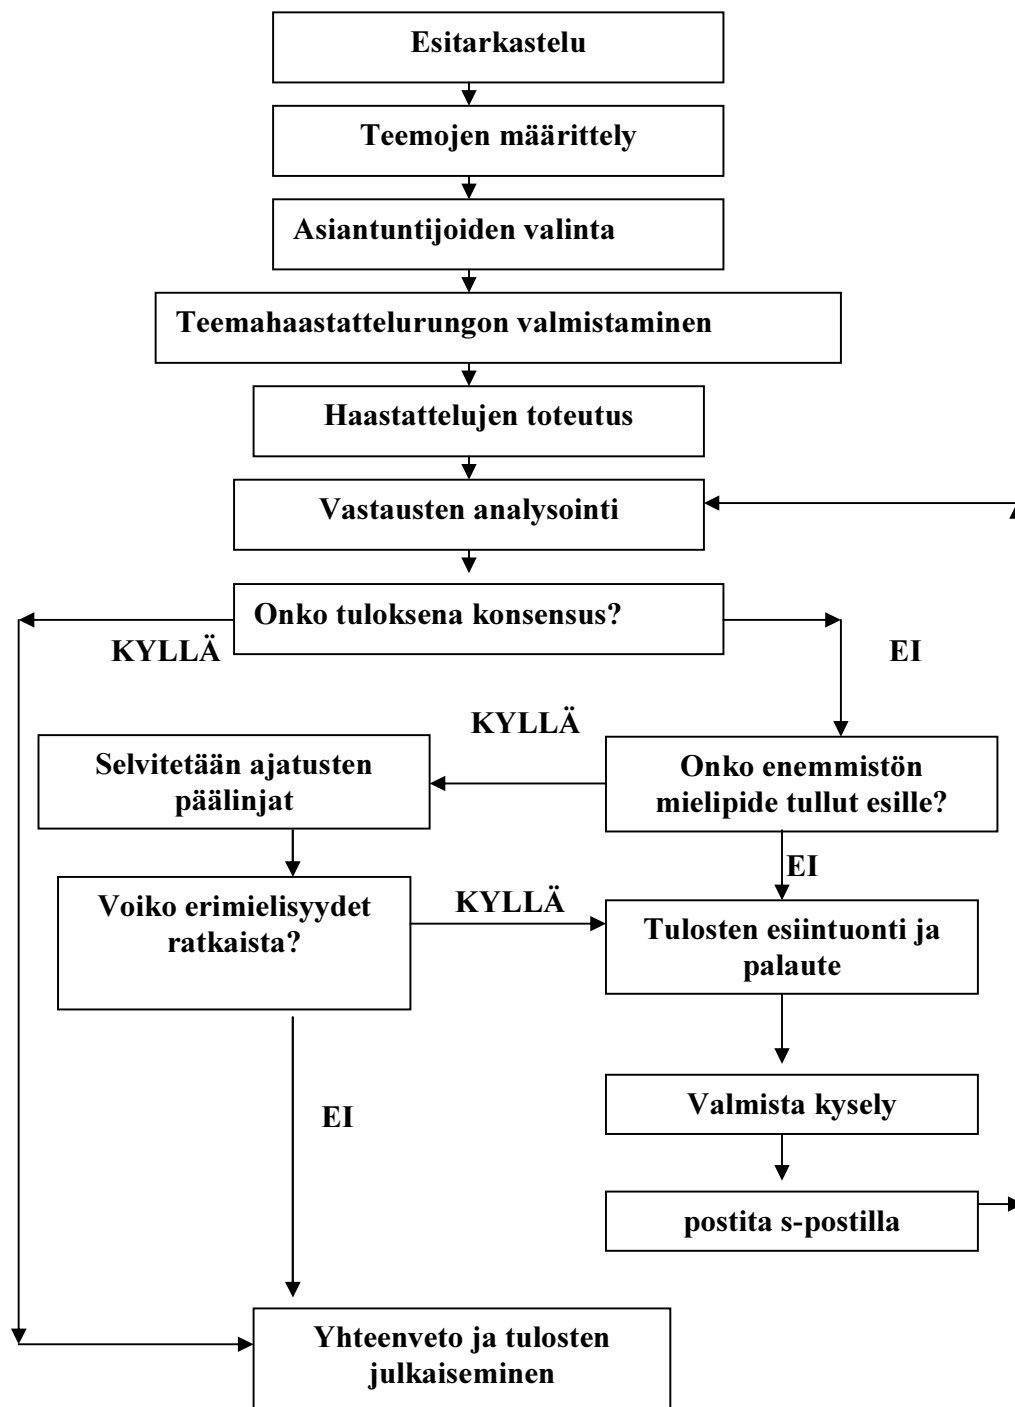 Esitarkastelu
Teemojen määrittely
Asiantuntijoiden valinta
Teemahaastattelurungon valmistaminen
Haastattelujen toteutus
Vastausten analysointi
Onko tuloksena konsensus?
KYLLÄ
EI
KYLLÄ
Selvitetään ajatusten
päälinjat
Onko enemmistön
mielipide tullut esille?
EI
Voiko erimielisyydet
ratkaista?
KYLLÄ
Tulosten esiintuonti ja
palaute
Valmista kysely
EI
postita s-postilla
Yhteenveto ja tulosten
julkaiseminen